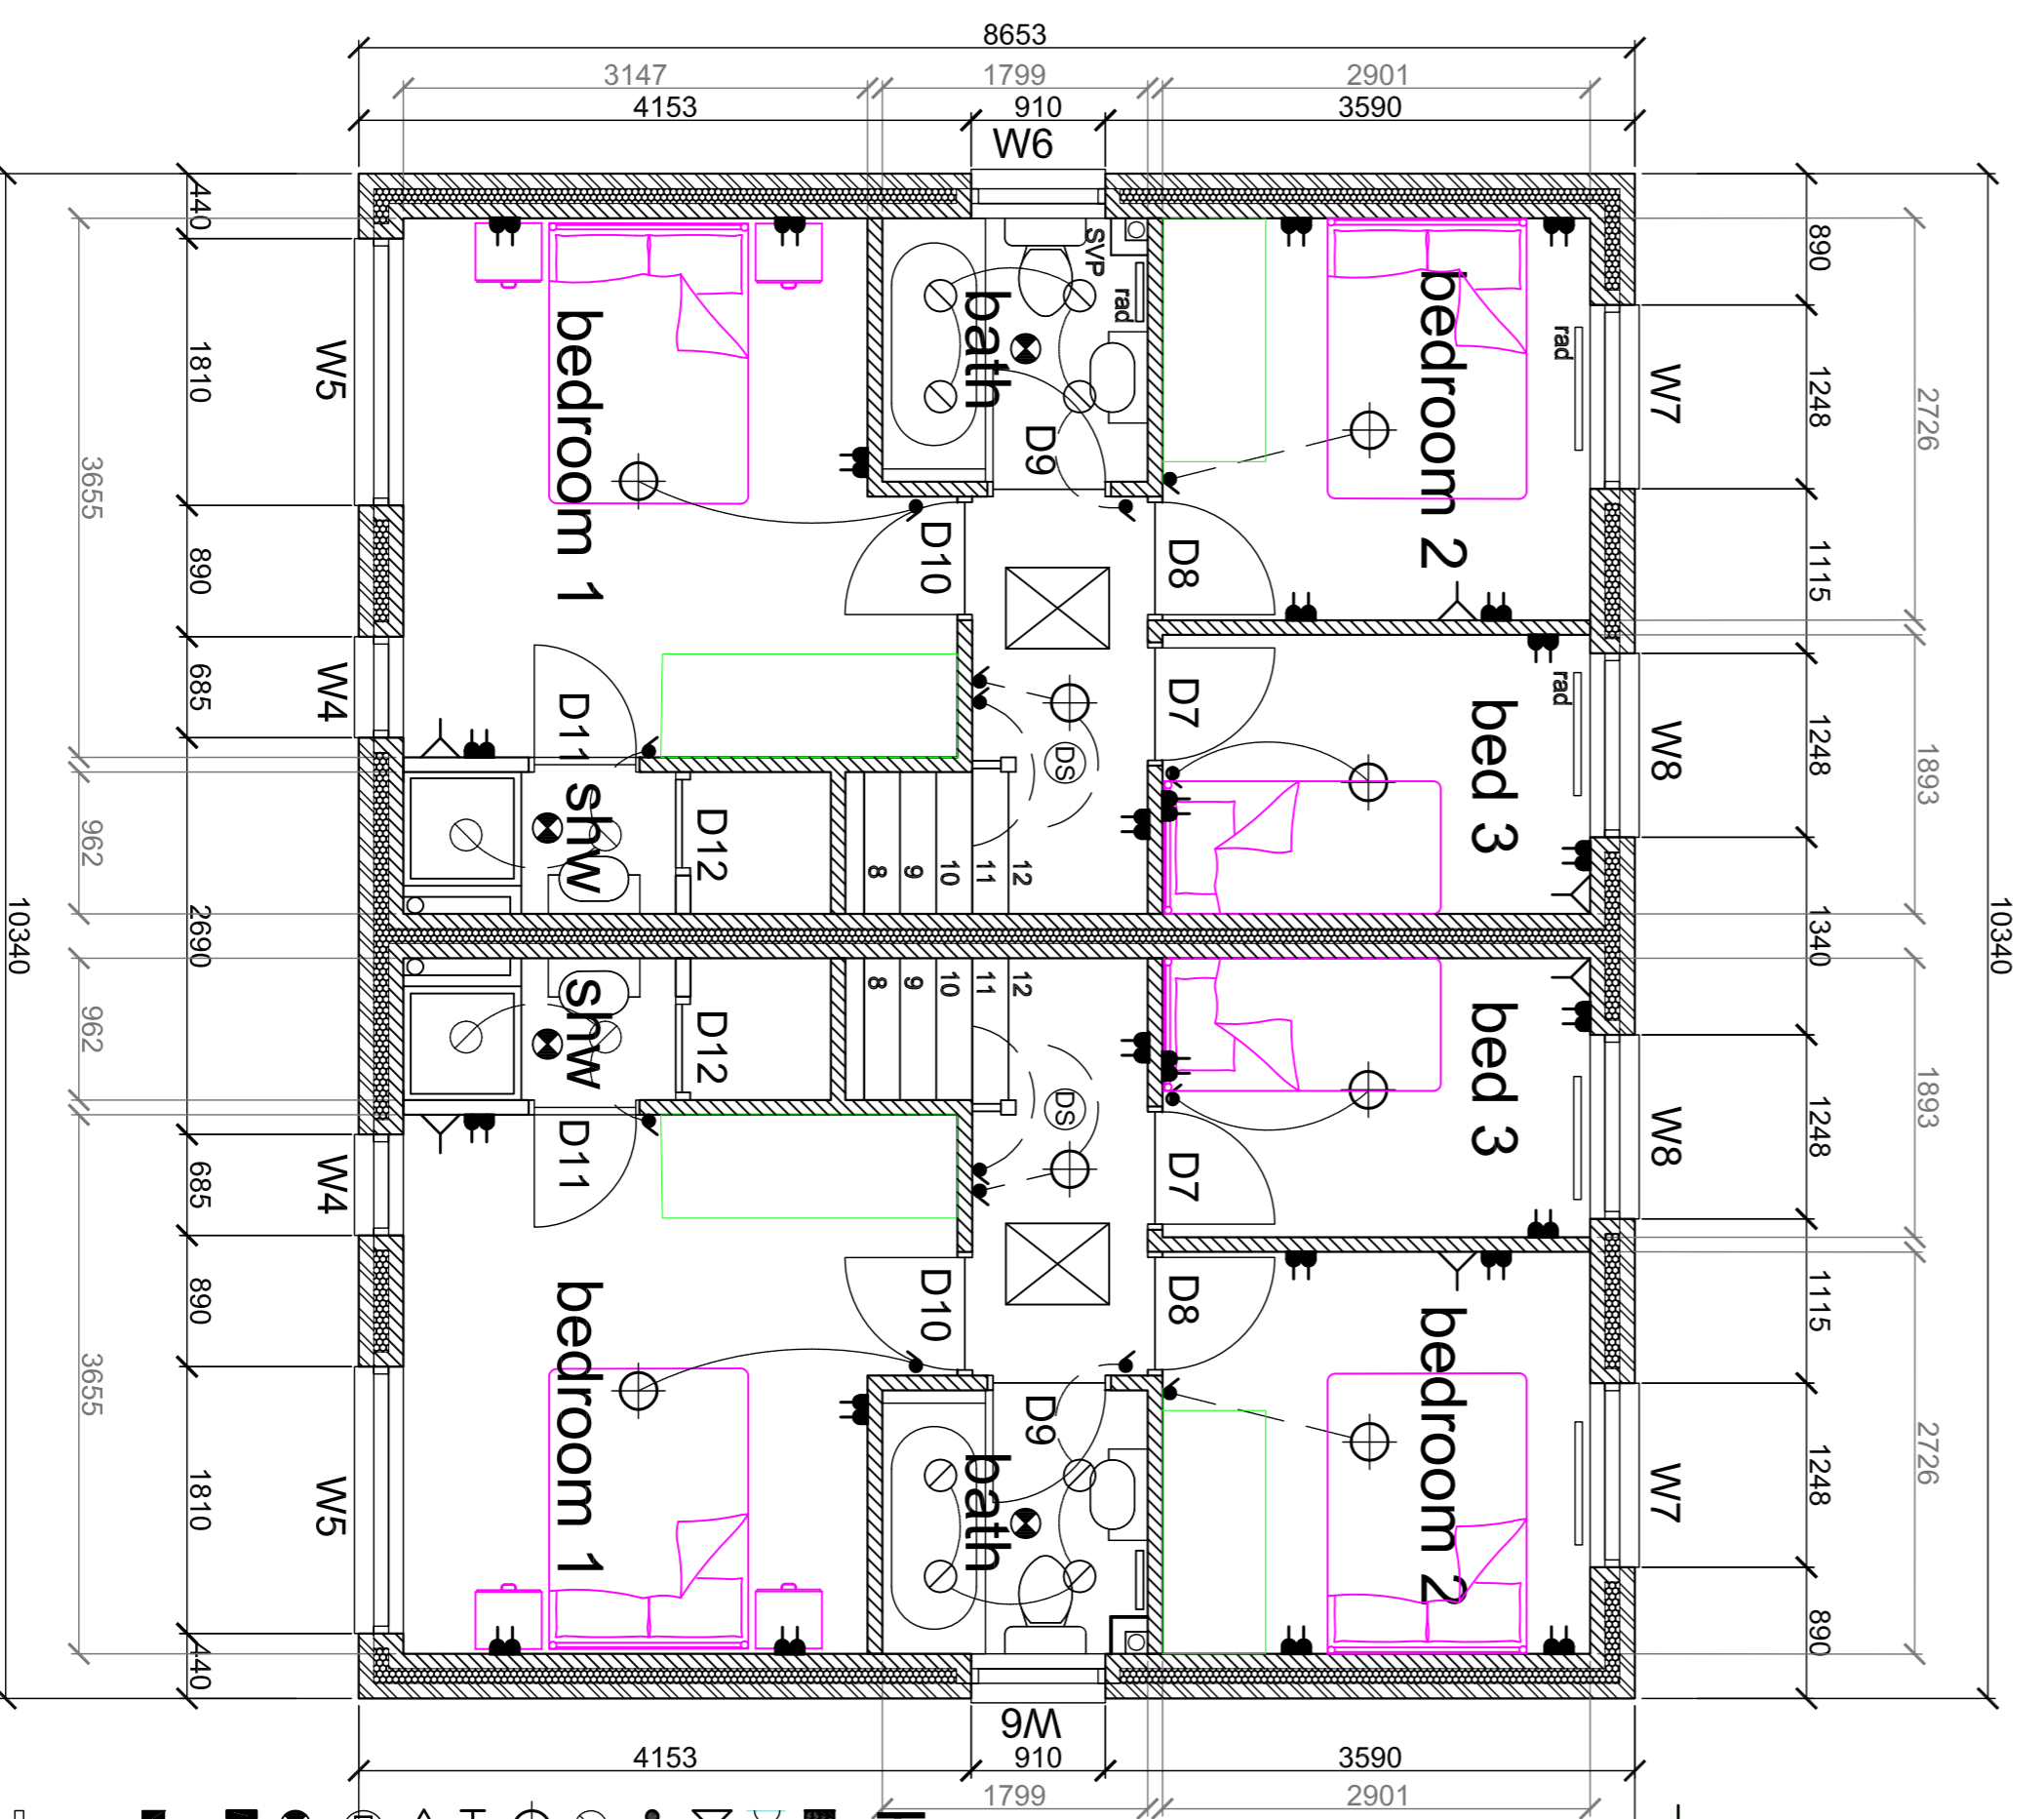 8653
3147 1799 2901
4153 910 3590
W6
440 1810 890 685 2690 685 890 1810 440
3655 962 962 3655
10340
W5 W4 W4 W5
890 1248 1115 1248 1340 1248 1115 1248 890
2726 1893 1893 2726
10340
W7 W8 W8 W7
bedroom 1
bath
SVP
rad
D9
bedroom 2
rad
D10
D8
D7
bed 3
rad
DS
D11
shw
D12
8 9 10 11 12
shw
D12
8 9 10 11 12
D11
DS
bed 3
D7
D10
D8
bedroom 1
D9
bath
bedroom 2
W6
4153 910 3590
1799 2901